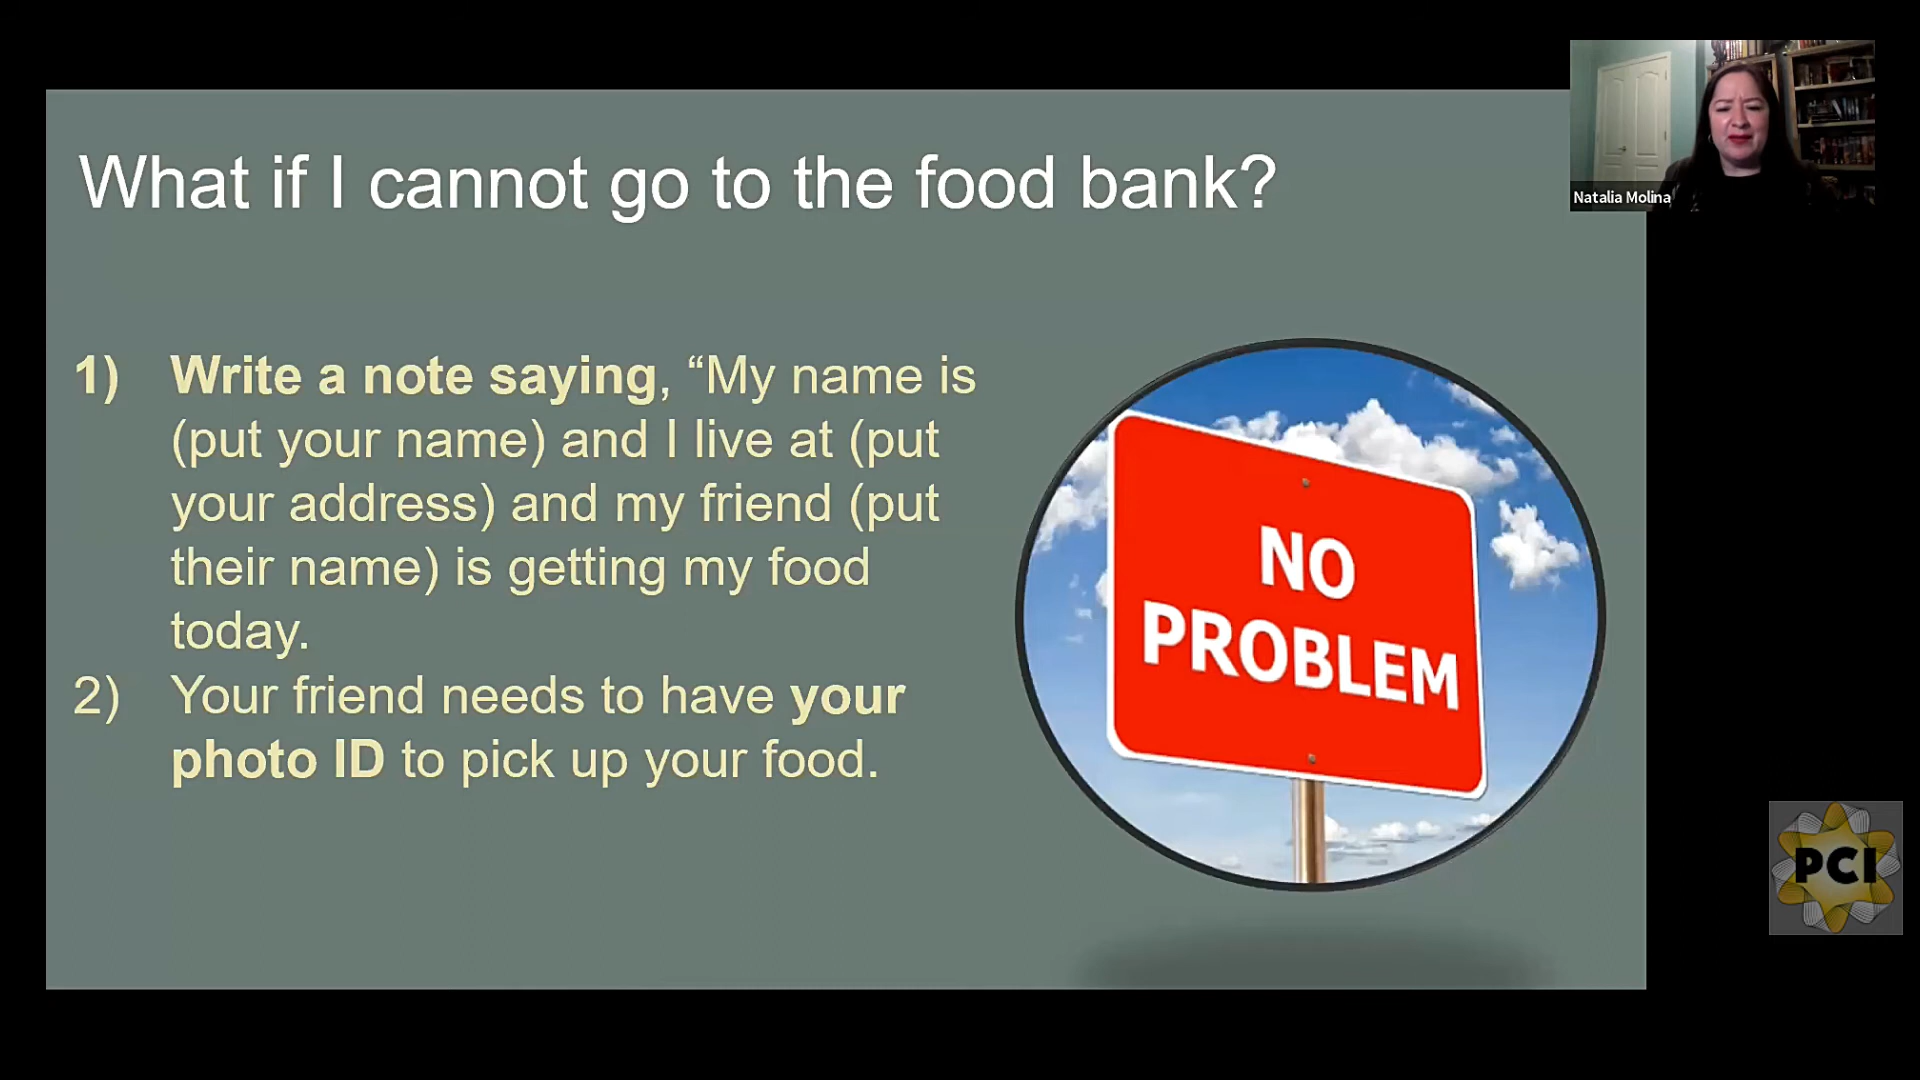 What if I cannot go to the food bank?
1) Write a note saying, “My name is
(put your name) and I live at (put
your address) and my friend (put
their name) is getting my food
today.
2) Your friend needs to have your
photo ID to pick up your food.
NO
PROBLEM
Natalia Molina
PCI